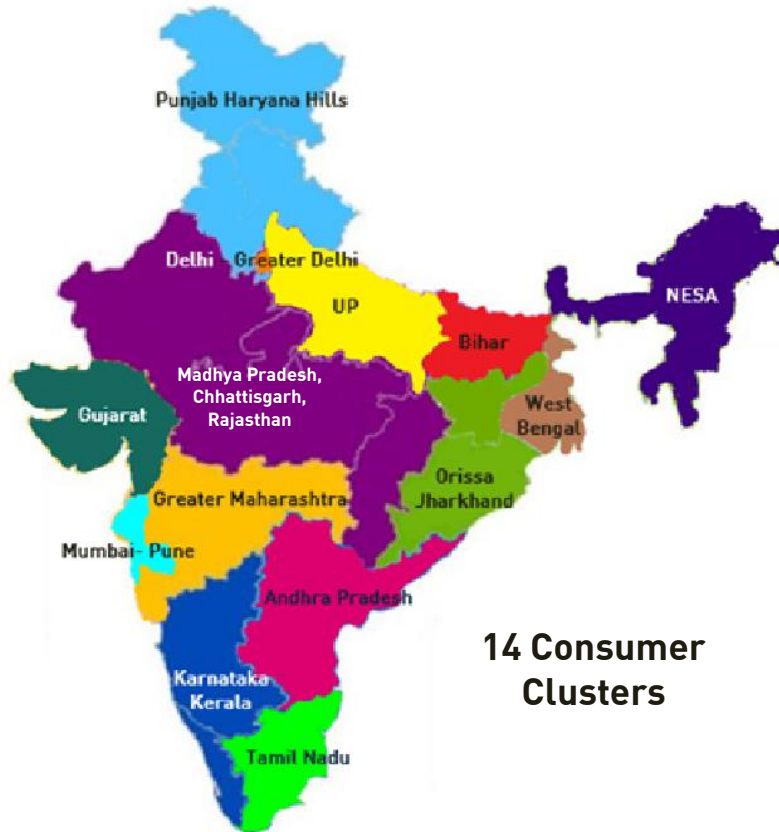 Punjab Haryana Hills
Delhi - Greater Delhi
UP
NESA
Bihar
Madhya Pradesh,
Chhattisgarh,
Rajasthan
Gujarat
West
Bengal
Orissa
Jharkhand
Greater Maharashtra
Mumbai- Pune
Andhra Pradesh
14 Consumer
Clusters
Karnataka
Kerala
Tamil Nadu